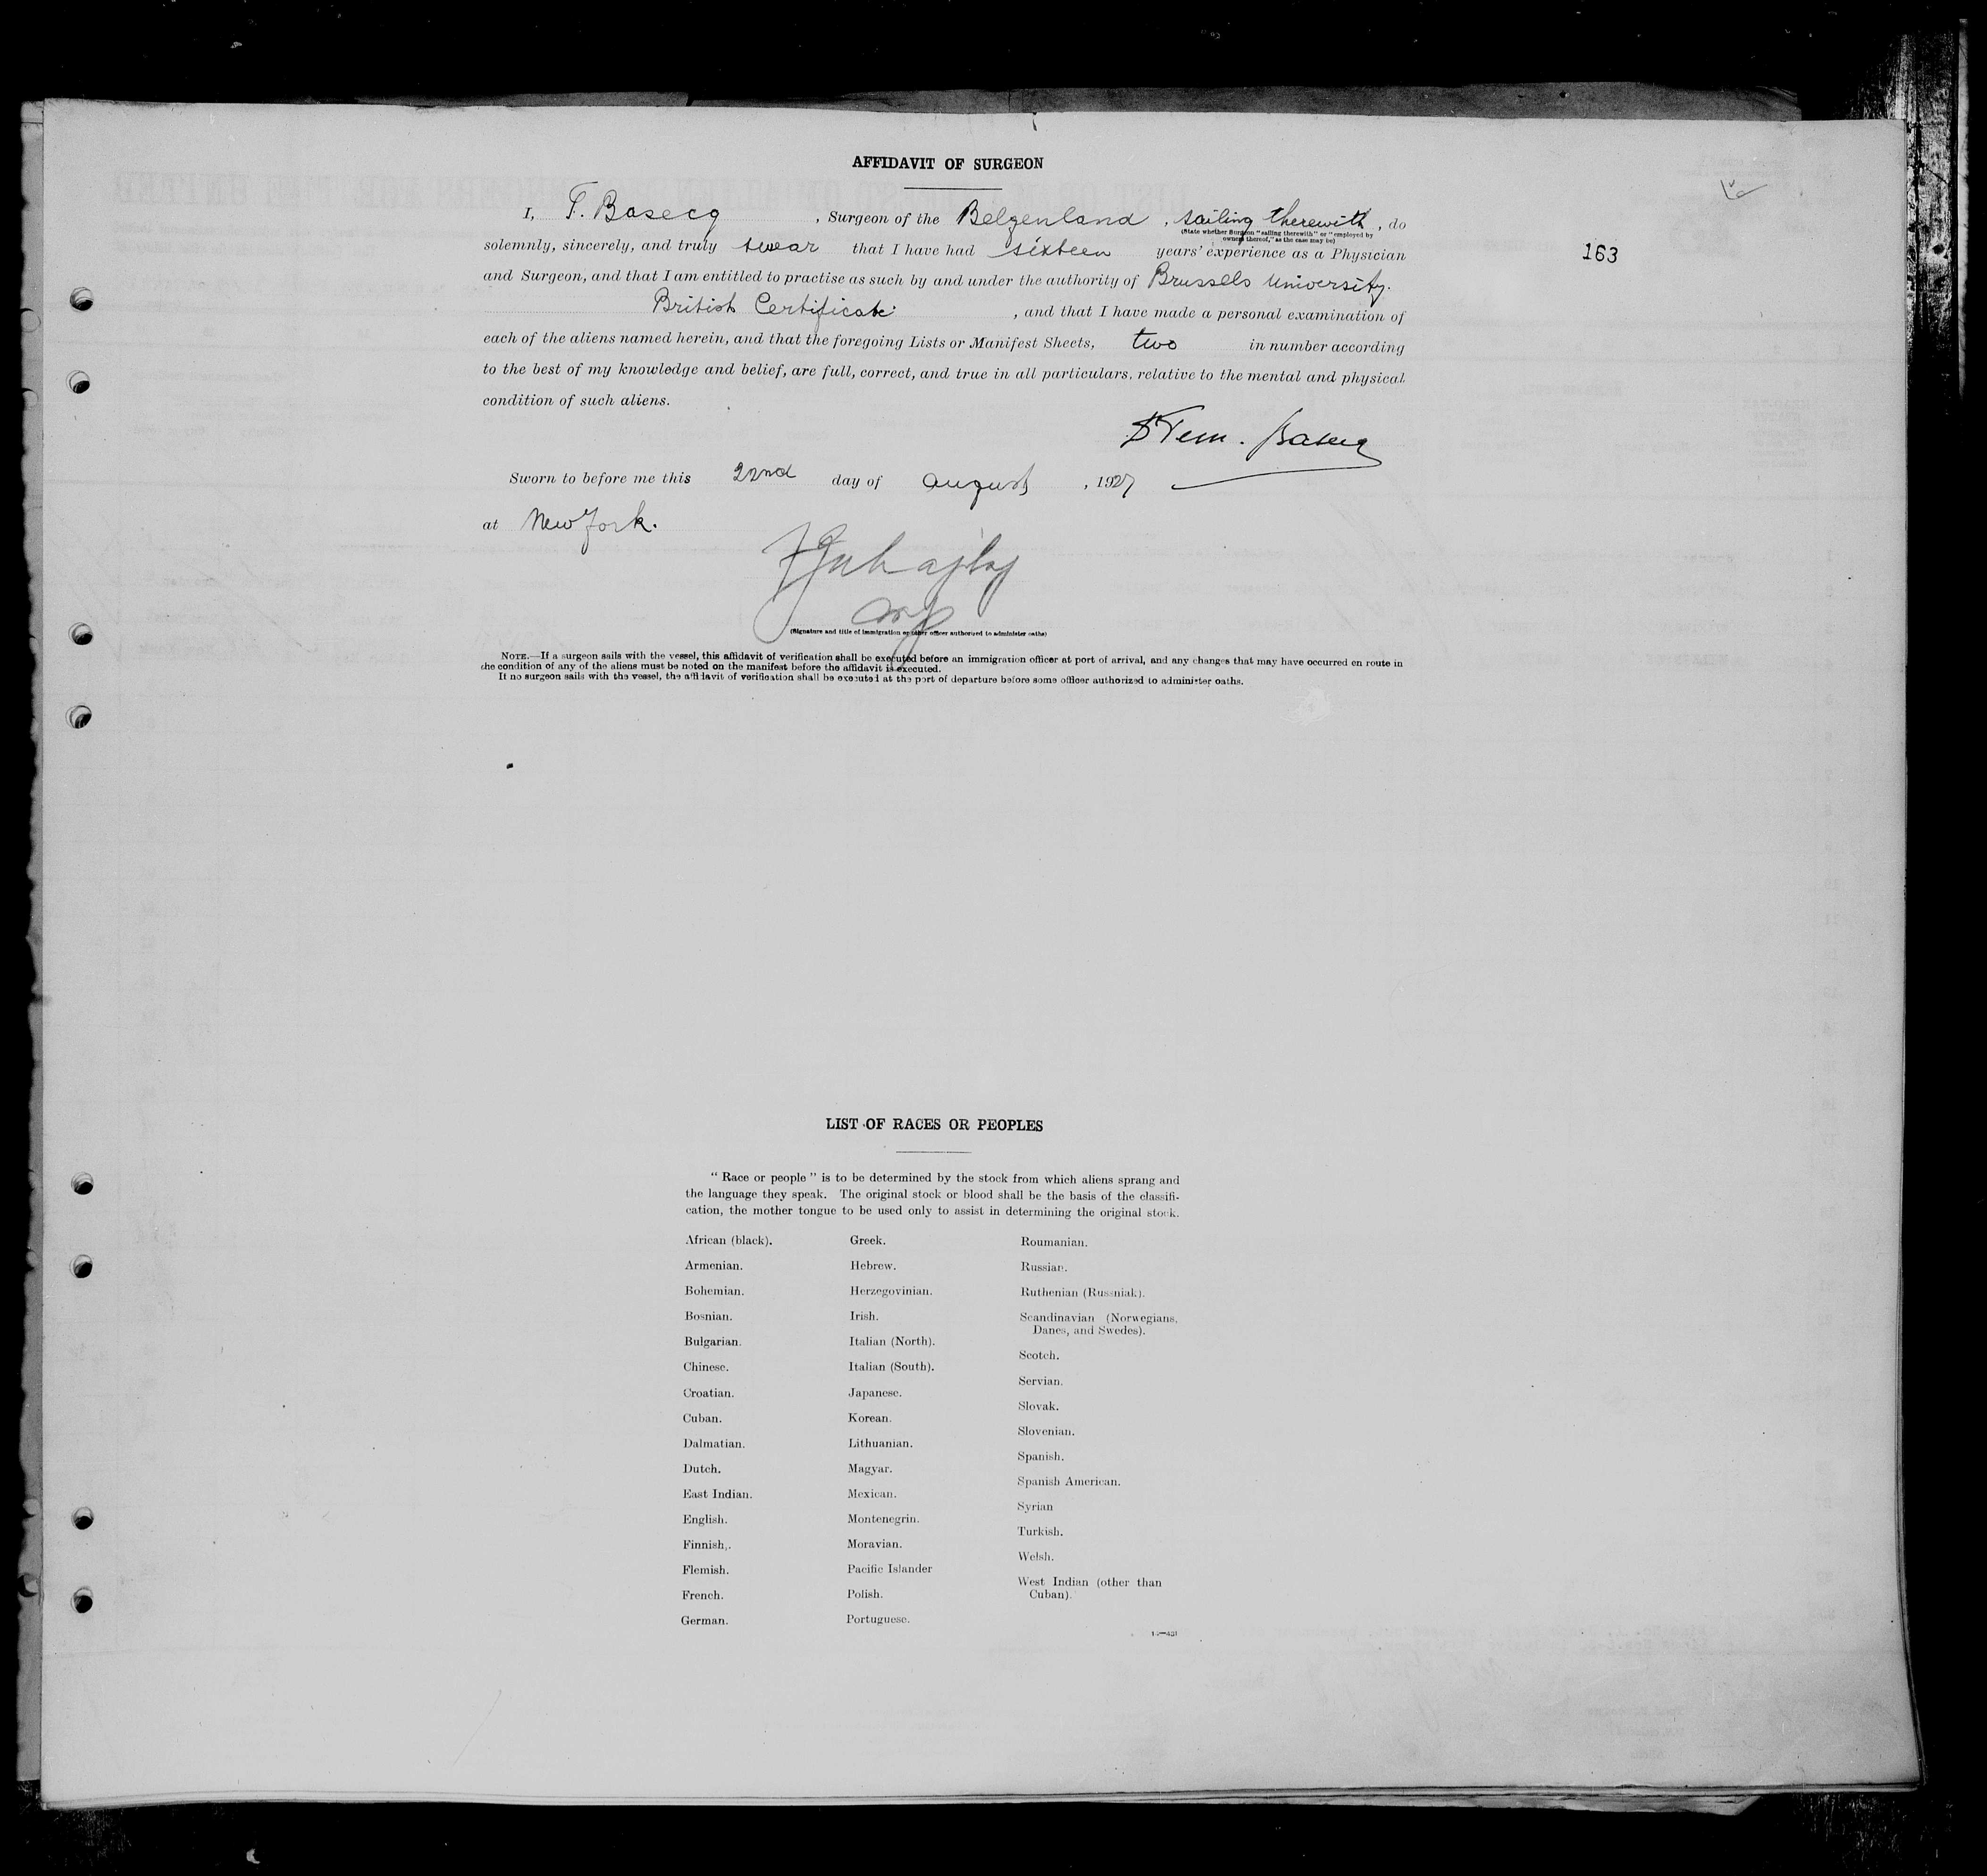 AFFIDAVIT OF SURGEON
I, F. Basecq , Surgeon of the Belgenland , sailing therewith , do
(State whether Surgeon "sailing therewith" or "employed by
owners thereof," as the case may be)
163
solemnly, sincerely, and truly swear that I have had sixteen years' experience as a Physician
and Surgeon, and that I am entitled to practise as such by and under the authority of Brussels University.
British Certificate , and that I have made a personal examination of
each of the aliens named herein, and that the foregoing Lists or Manifest Sheets, two in number according
to the best of my knowledge and belief, are full, correct, and true in all particulars, relative to the mental and physical
condition of such aliens.
Sworn to before me this 22nd day of August , 1927
at New York.
(Signature and title of immigration or other officer authorized to administer oaths)
NOTE.—If a surgeon sails with the vessel, this affidavit of verification shall be executed before an immigration officer at port of arrival, and any changes that may have occurred en route in
the condition of any of the aliens must be noted on the manifest before the affidavit is executed.
If no surgeon sails with the vessel, the affidavit of verification shall be executed at the port of departure before some officer authorized to administer oaths.
LIST OF RACES OR PEOPLES
"Race or people" is to be determined by the stock from which aliens sprang and
the language they speak. The original stock or blood shall be the basis of the classifi-
cation, the mother tongue to be used only to assist in determining the original stock.
African (black).
Armenian.
Bohemian.
Bosnian.
Bulgarian.
Chinese.
Croatian.
Cuban.
Dalmatian.
Dutch.
East Indian.
English.
Finnish.
Flemish.
French.
German.
Greek.
Hebrew.
Herzegovinian.
Irish.
Italian (North).
Italian (South).
Japanese.
Korean.
Lithuanian.
Magyar.
Mexican.
Montenegrin.
Moravian.
Pacific Islander
Polish.
Portuguese.
Roumanian.
Russian.
Ruthenian (Russniak).
Scandinavian (Norwegians,
Danes, and Swedes).
Scotch.
Servian.
Slovak.
Slovenian.
Spanish.
Spanish American.
Syrian
Turkish.
Welsh.
West Indian (other than
Cuban).